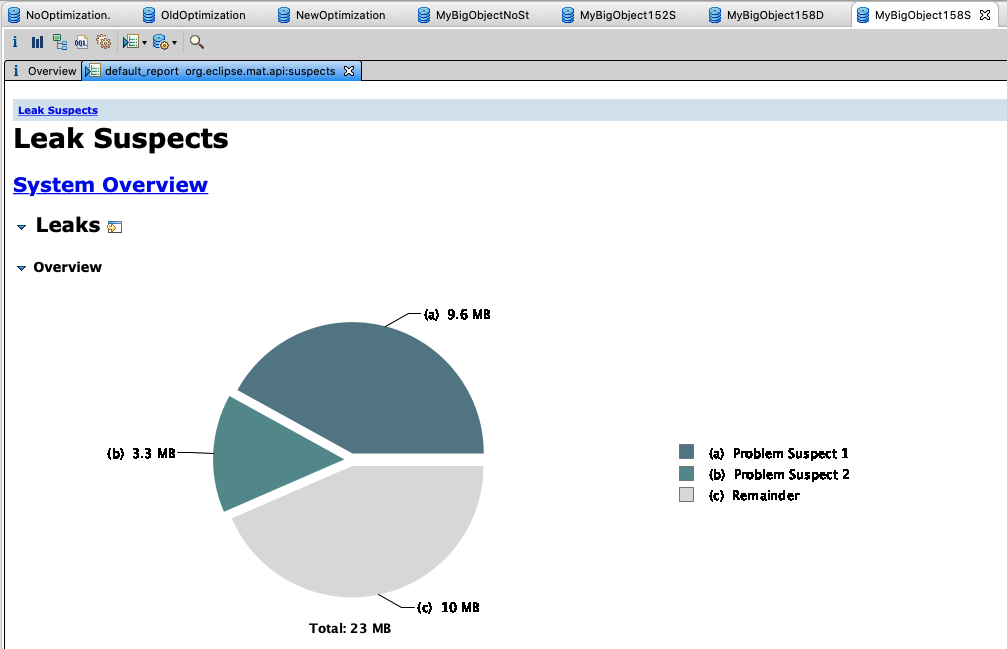 NoOptimization. OldOptimization NewOptimization MyBigObjectNoSt MyBigObject152S MyBigObject158D MyBigObject158S
i OQL
i Overview default_report org.eclipse.mat.api:suspects
Leak Suspects
Leak Suspects
System Overview
Leaks
Overview
(a) 9.6 MB
(b) 3.3 MB
(a) Problem Suspect 1
(b) Problem Suspect 2
(c) Remainder
(c) 10 MB
Total: 23 MB